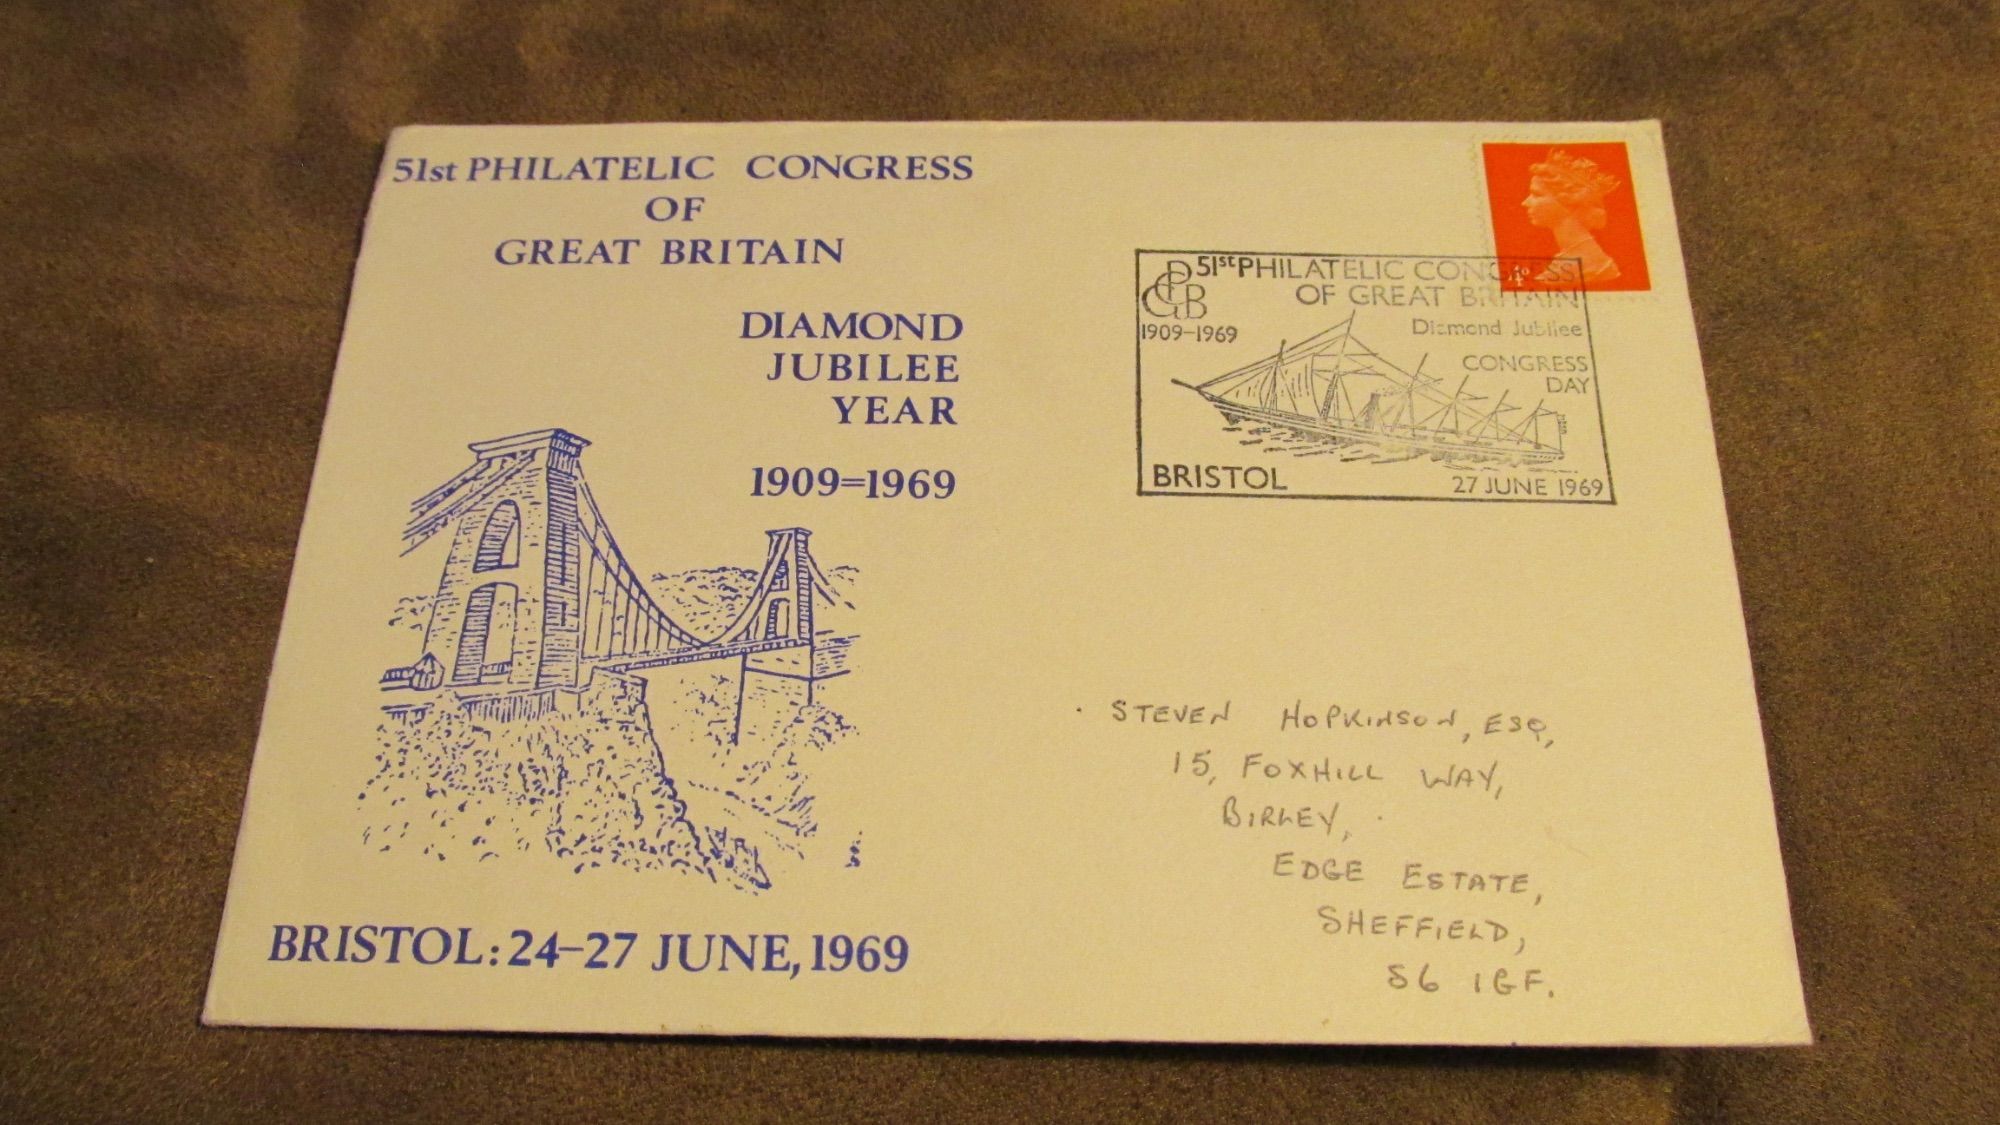 51st PHILATELIC CONGRESS
OF
GREAT BRITAIN
DIAMOND
JUBILEE
YEAR
1909=1969
BRISTOL: 24-27 JUNE, 1969
4D
CPGB
51st PHILATELIC CONGRESS
OF GREAT BRITAIN
1909-1969
Diamond Jubilee
CONGRESS
DAY
BRISTOL
27 JUNE 1969
STEVEN HOPKINSON, ESQ,
15, FOXHILL WAY,
BIRLEY,
EDGE ESTATE,
SHEFFIELD,
S6 1GF.